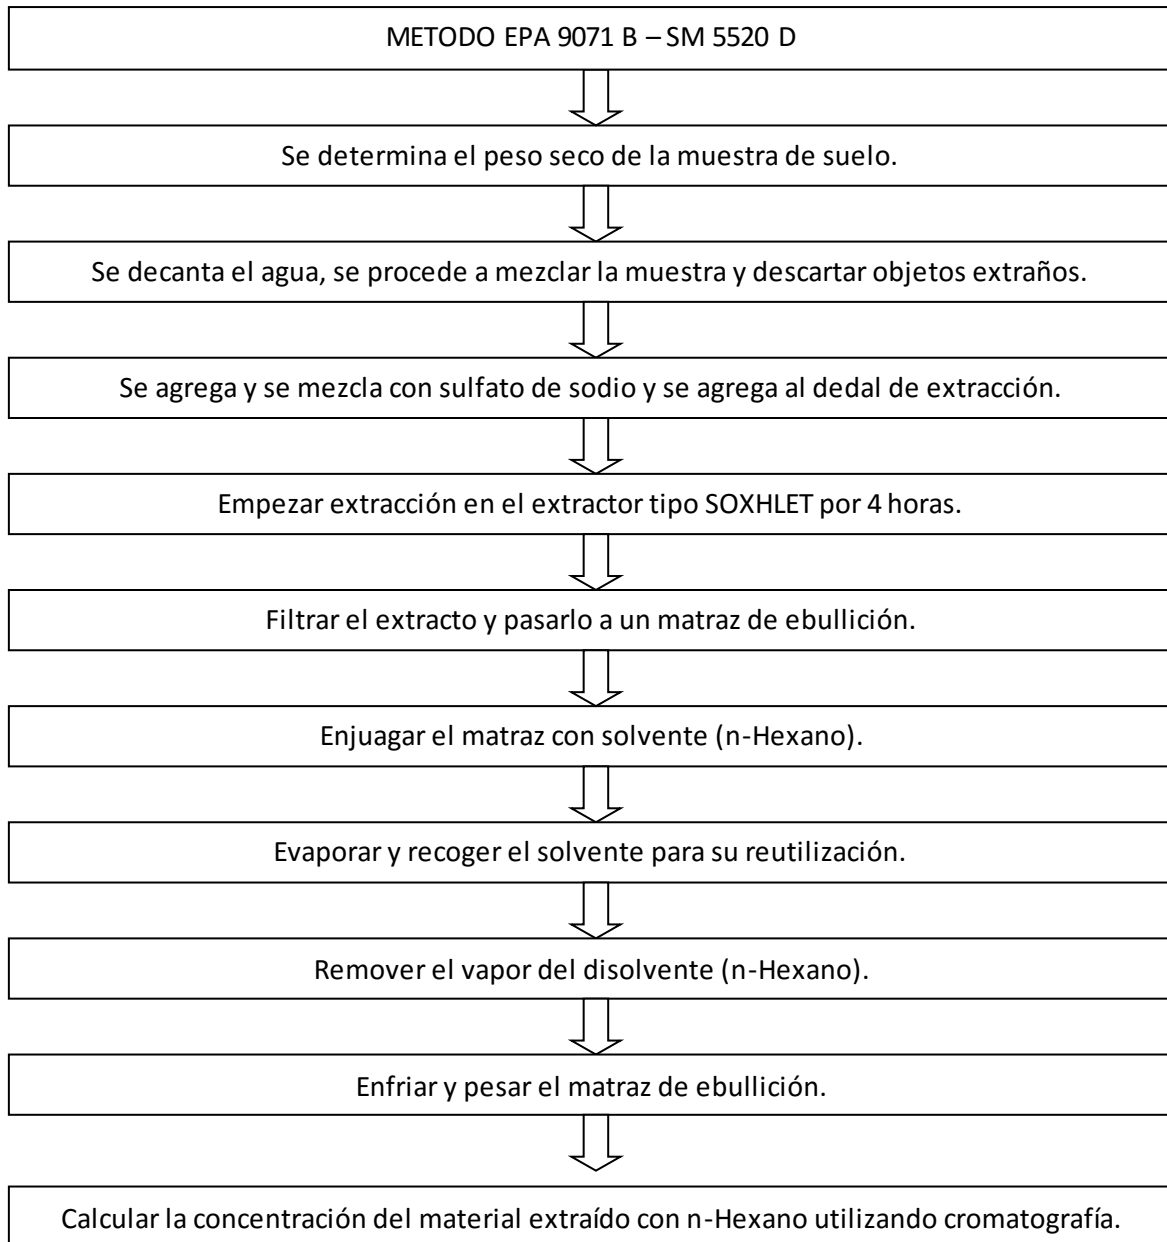 METODO EPA 9071 B – SM 5520 D
Se determina el peso seco de la muestra de suelo.
Se decanta el agua, se procede a mezclar la muestra y descartar objetos extraños.
Se agrega y se mezcla con sulfato de sodio y se agrega al dedal de extracción.
Empezar extracción en el extractor tipo SOXHLET por 4 horas.
Filtrar el extracto y pasarlo a un matraz de ebullición.
Enjuagar el matraz con solvente (n-Hexano).
Evaporar y recoger el solvente para su reutilización.
Remover el vapor del disolvente (n-Hexano).
Enfriar y pesar el matraz de ebullición.
Calcular la concentración del material extraído con n-Hexano utilizando cromatografía.